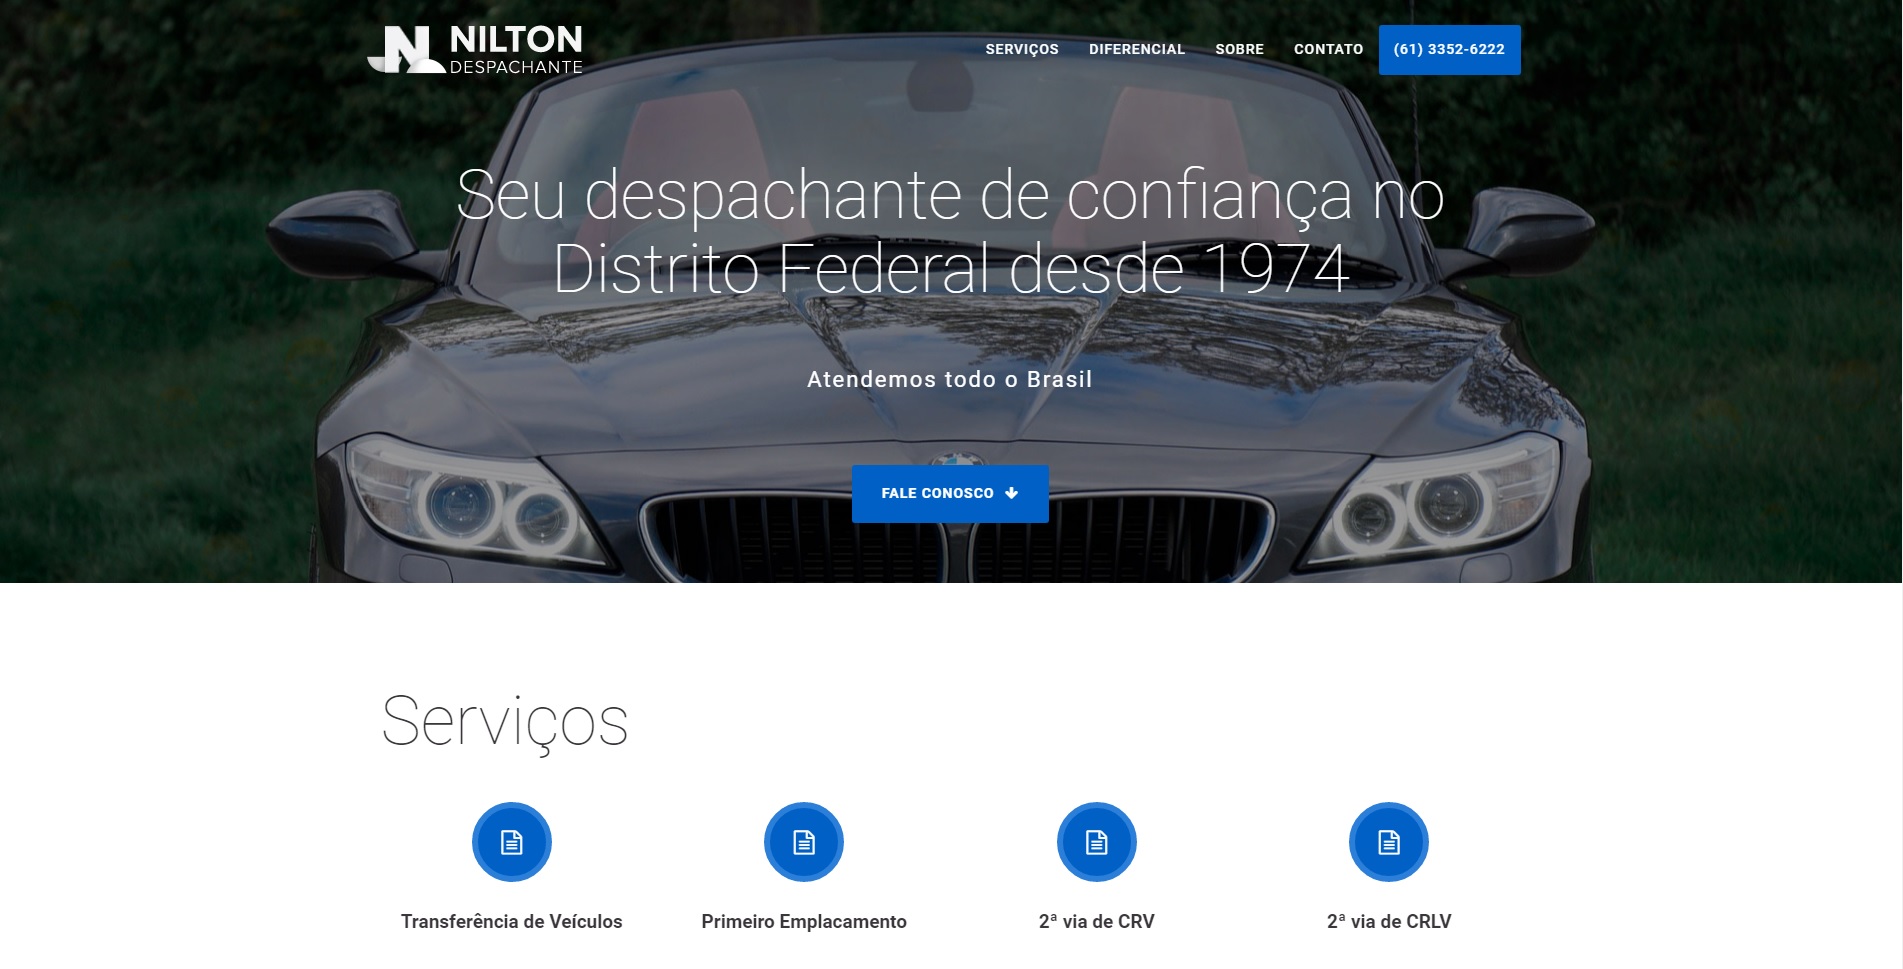 NILTON
DESPACHANTE
SERVIÇOS DIFERENCIAL SOBRE CONTATO (61) 3352-6222
Seu despachante de confiança no
Distrito Federal desde 1974
Atendemos todo o Brasil
FALE CONOSCO
Serviços
Transferência de Veículos Primeiro Emplacamento 2ª via de CRV 2ª via de CRLV